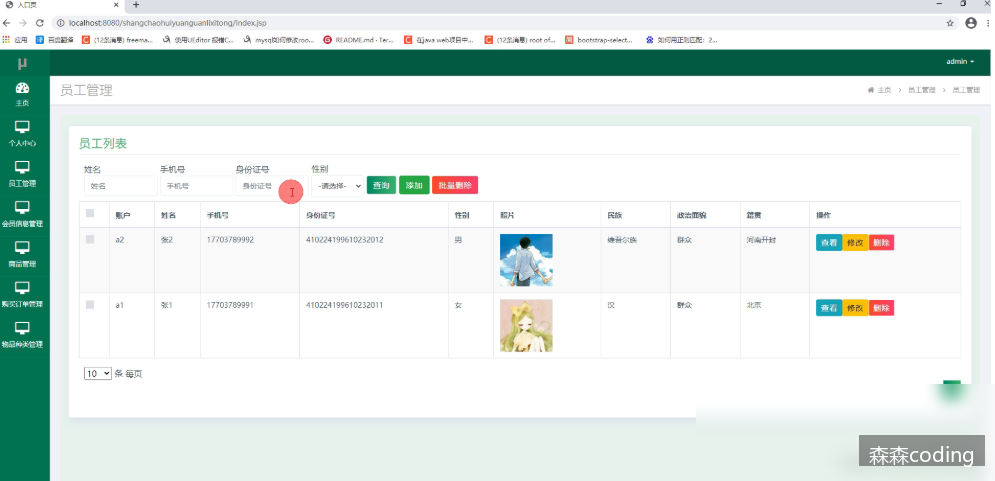 入口页
localhost:8080/shangchaohuiyuanguanlixitong/index.jsp
应用 百度翻译 (12条消息) freema... 使用UEditor 报错C... mysql如何修改roo... README.md · Ter... 在java web项目中... (12条消息) root of... bootstrap-select... 如何用正则匹配：2...
μ
admin
主页
个人中心
员工管理
会员信息管理
商品管理
购买订单管理
物品种类管理
员工管理
主页 > 员工管理 > 员工管理
员工列表
姓名 手机号 身份证号 性别
姓名 手机号 身份证号 -请选择- 查询 添加 批量删除
账户 姓名 手机号 身份证号 性别 照片 民族 政治面貌 籍贯 操作
a2 张2 17703789992 410224199610232012 男 维吾尔族 群众 河南开封 查看 修改 删除
a1 张1 17703789991 410224199610232011 女 汉 群众 北京 查看 修改 删除
10 条 每页
森森coding